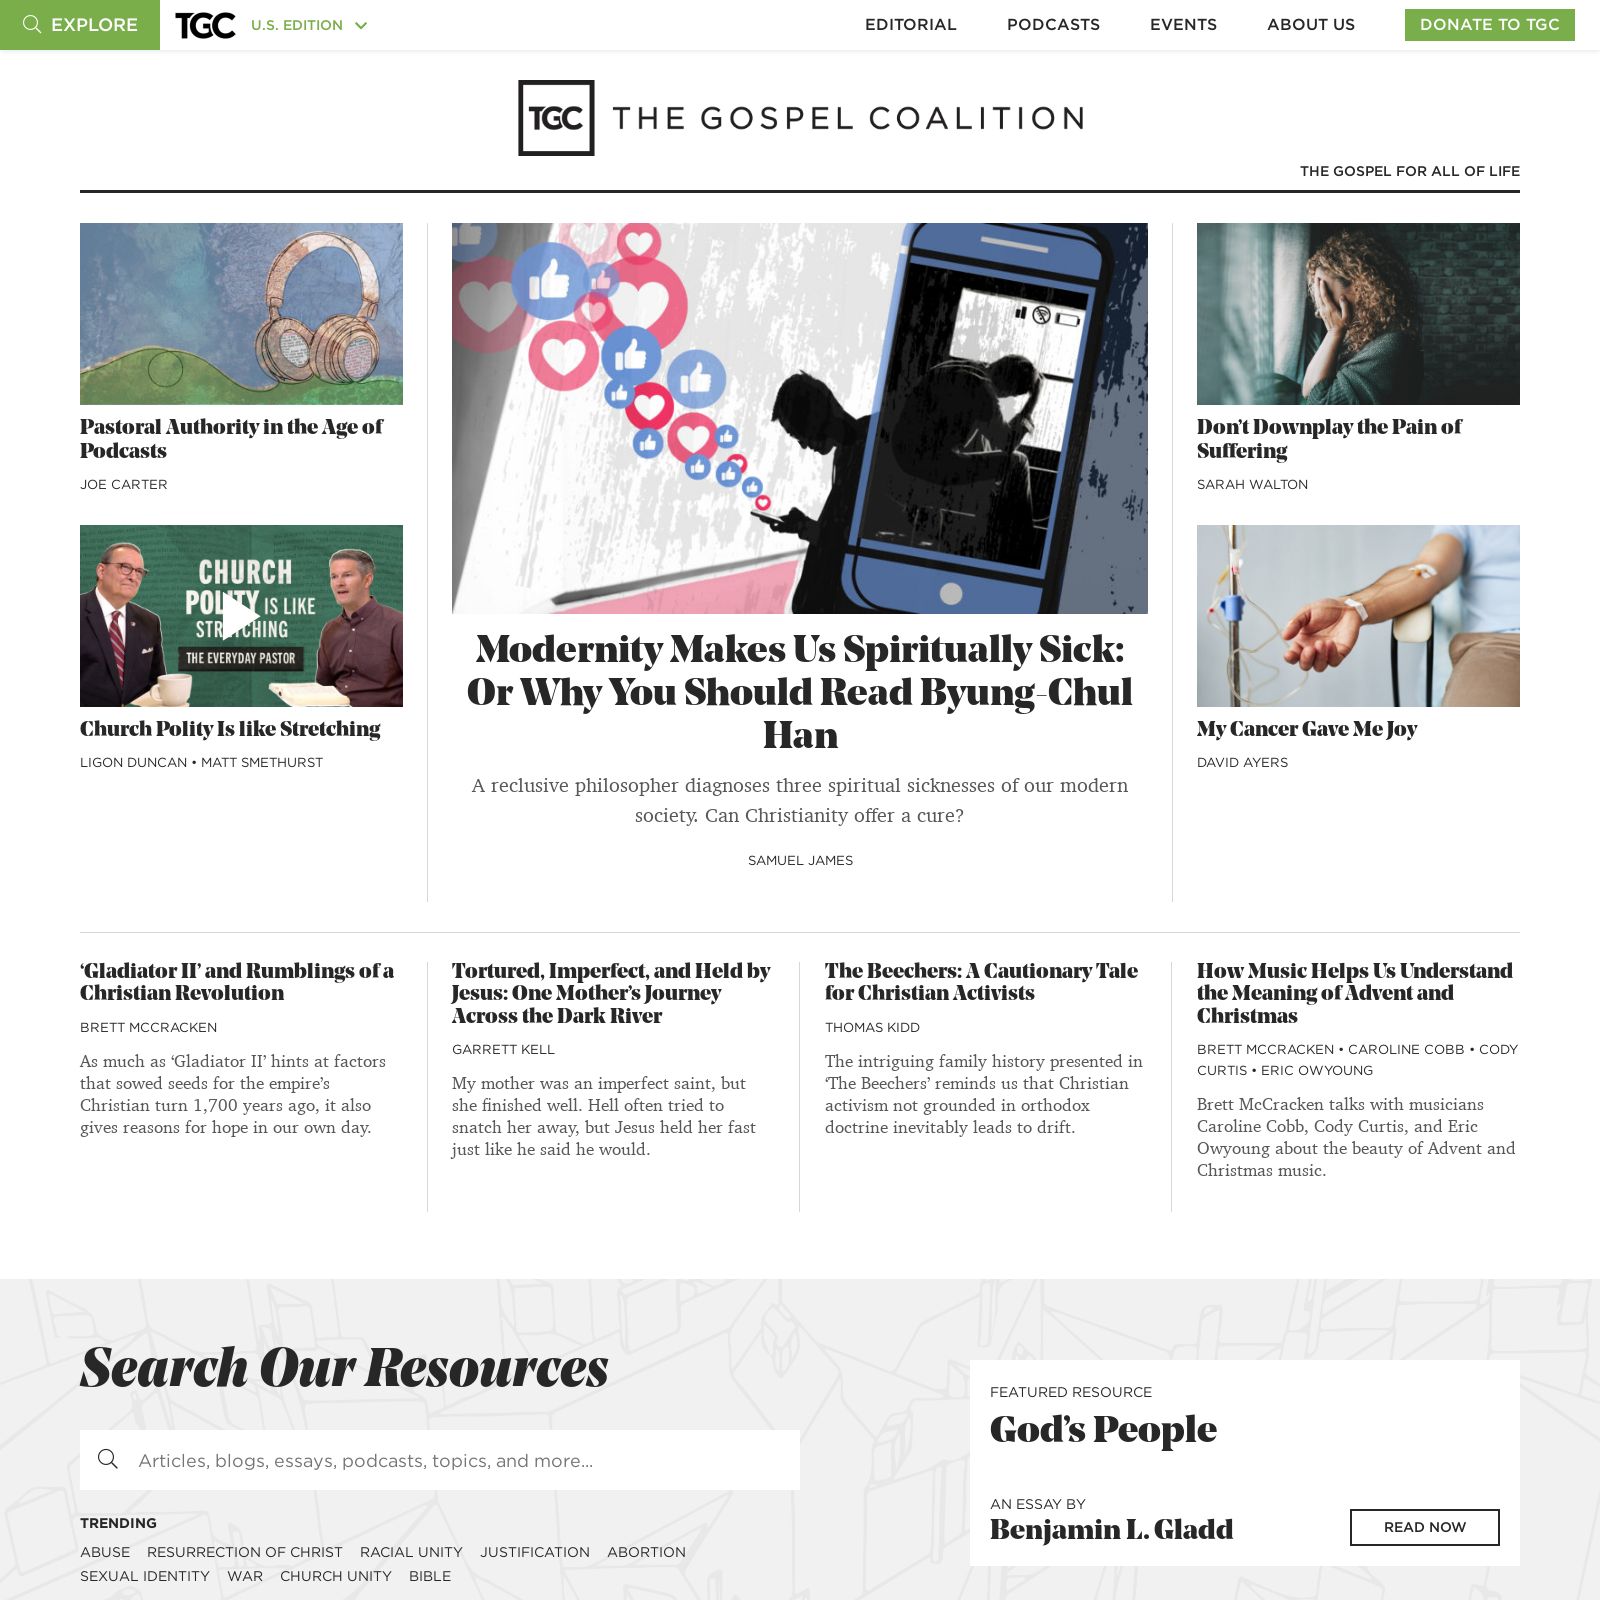 EXPLORE
TGC
U.S. EDITION
EDITORIAL
PODCASTS
EVENTS
ABOUT US
DONATE TO TGC
TGC THE GOSPEL COALITION
THE GOSPEL FOR ALL OF LIFE
Pastoral Authority in the Age of
Podcasts
JOE CARTER
CHURCH
POLITY IS LIKE
STRETCHING
THE EVERYDAY PASTOR
Church Polity Is like Stretching
LIGON DUNCAN • MATT SMETHURST
Modernity Makes Us Spiritually Sick:
Or Why You Should Read Byung-Chul
Han
A reclusive philosopher diagnoses three spiritual sicknesses of our modern
society. Can Christianity offer a cure?
SAMUEL JAMES
Don’t Downplay the Pain of
Suffering
SARAH WALTON
My Cancer Gave Me Joy
DAVID AYERS
‘Gladiator II’ and Rumblings of a
Christian Revolution
BRETT MCCRACKEN
As much as ‘Gladiator II’ hints at factors
that sowed seeds for the empire’s
Christian turn 1,700 years ago, it also
gives reasons for hope in our own day.
Tortured, Imperfect, and Held by
Jesus: One Mother’s Journey
Across the Dark River
GARRETT KELL
My mother was an imperfect saint, but
she finished well. Hell often tried to
snatch her away, but Jesus held her fast
just like he said he would.
The Beechers: A Cautionary Tale
for Christian Activists
THOMAS KIDD
The intriguing family history presented in
‘The Beechers’ reminds us that Christian
activism not grounded in orthodox
doctrine inevitably leads to drift.
How Music Helps Us Understand
the Meaning of Advent and
Christmas
BRETT MCCRACKEN • CAROLINE COBB • CODY
CURTIS • ERIC OWYOUNG
Brett McCracken talks with musicians
Caroline Cobb, Cody Curtis, and Eric
Owyoung about the beauty of Advent and
Christmas music.
Search Our Resources
Articles, blogs, essays, podcasts, topics, and more...
TRENDING
ABUSE RESURRECTION OF CHRIST RACIAL UNITY JUSTIFICATION ABORTION
SEXUAL IDENTITY WAR CHURCH UNITY BIBLE
FEATURED RESOURCE
God’s People
AN ESSAY BY
Benjamin L. Gladd
READ NOW